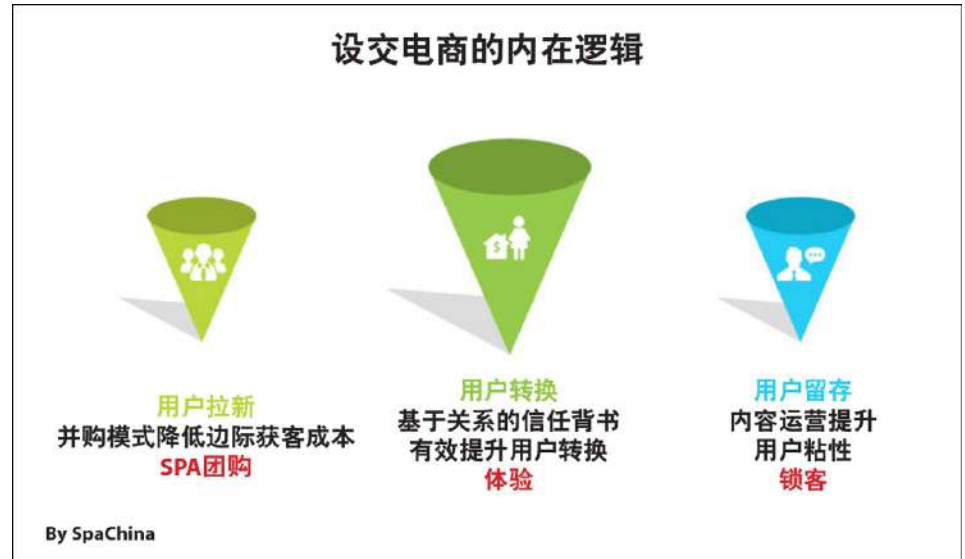 设交电商的内在逻辑
用户拉新
并购模式降低边际获客成本
SPA团购
用户转换
基于关系的信任背书
有效提升用户转换
体验
用户留存
内容运营提升
用户粘性
锁客
By SpaChina